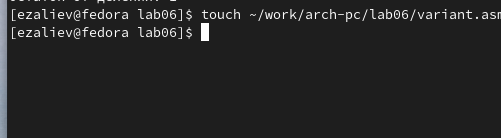 [ezaliev@fedora lab06]$ touch ~/work/arch-pc/lab06/variant.asm
[ezaliev@fedora lab06]$